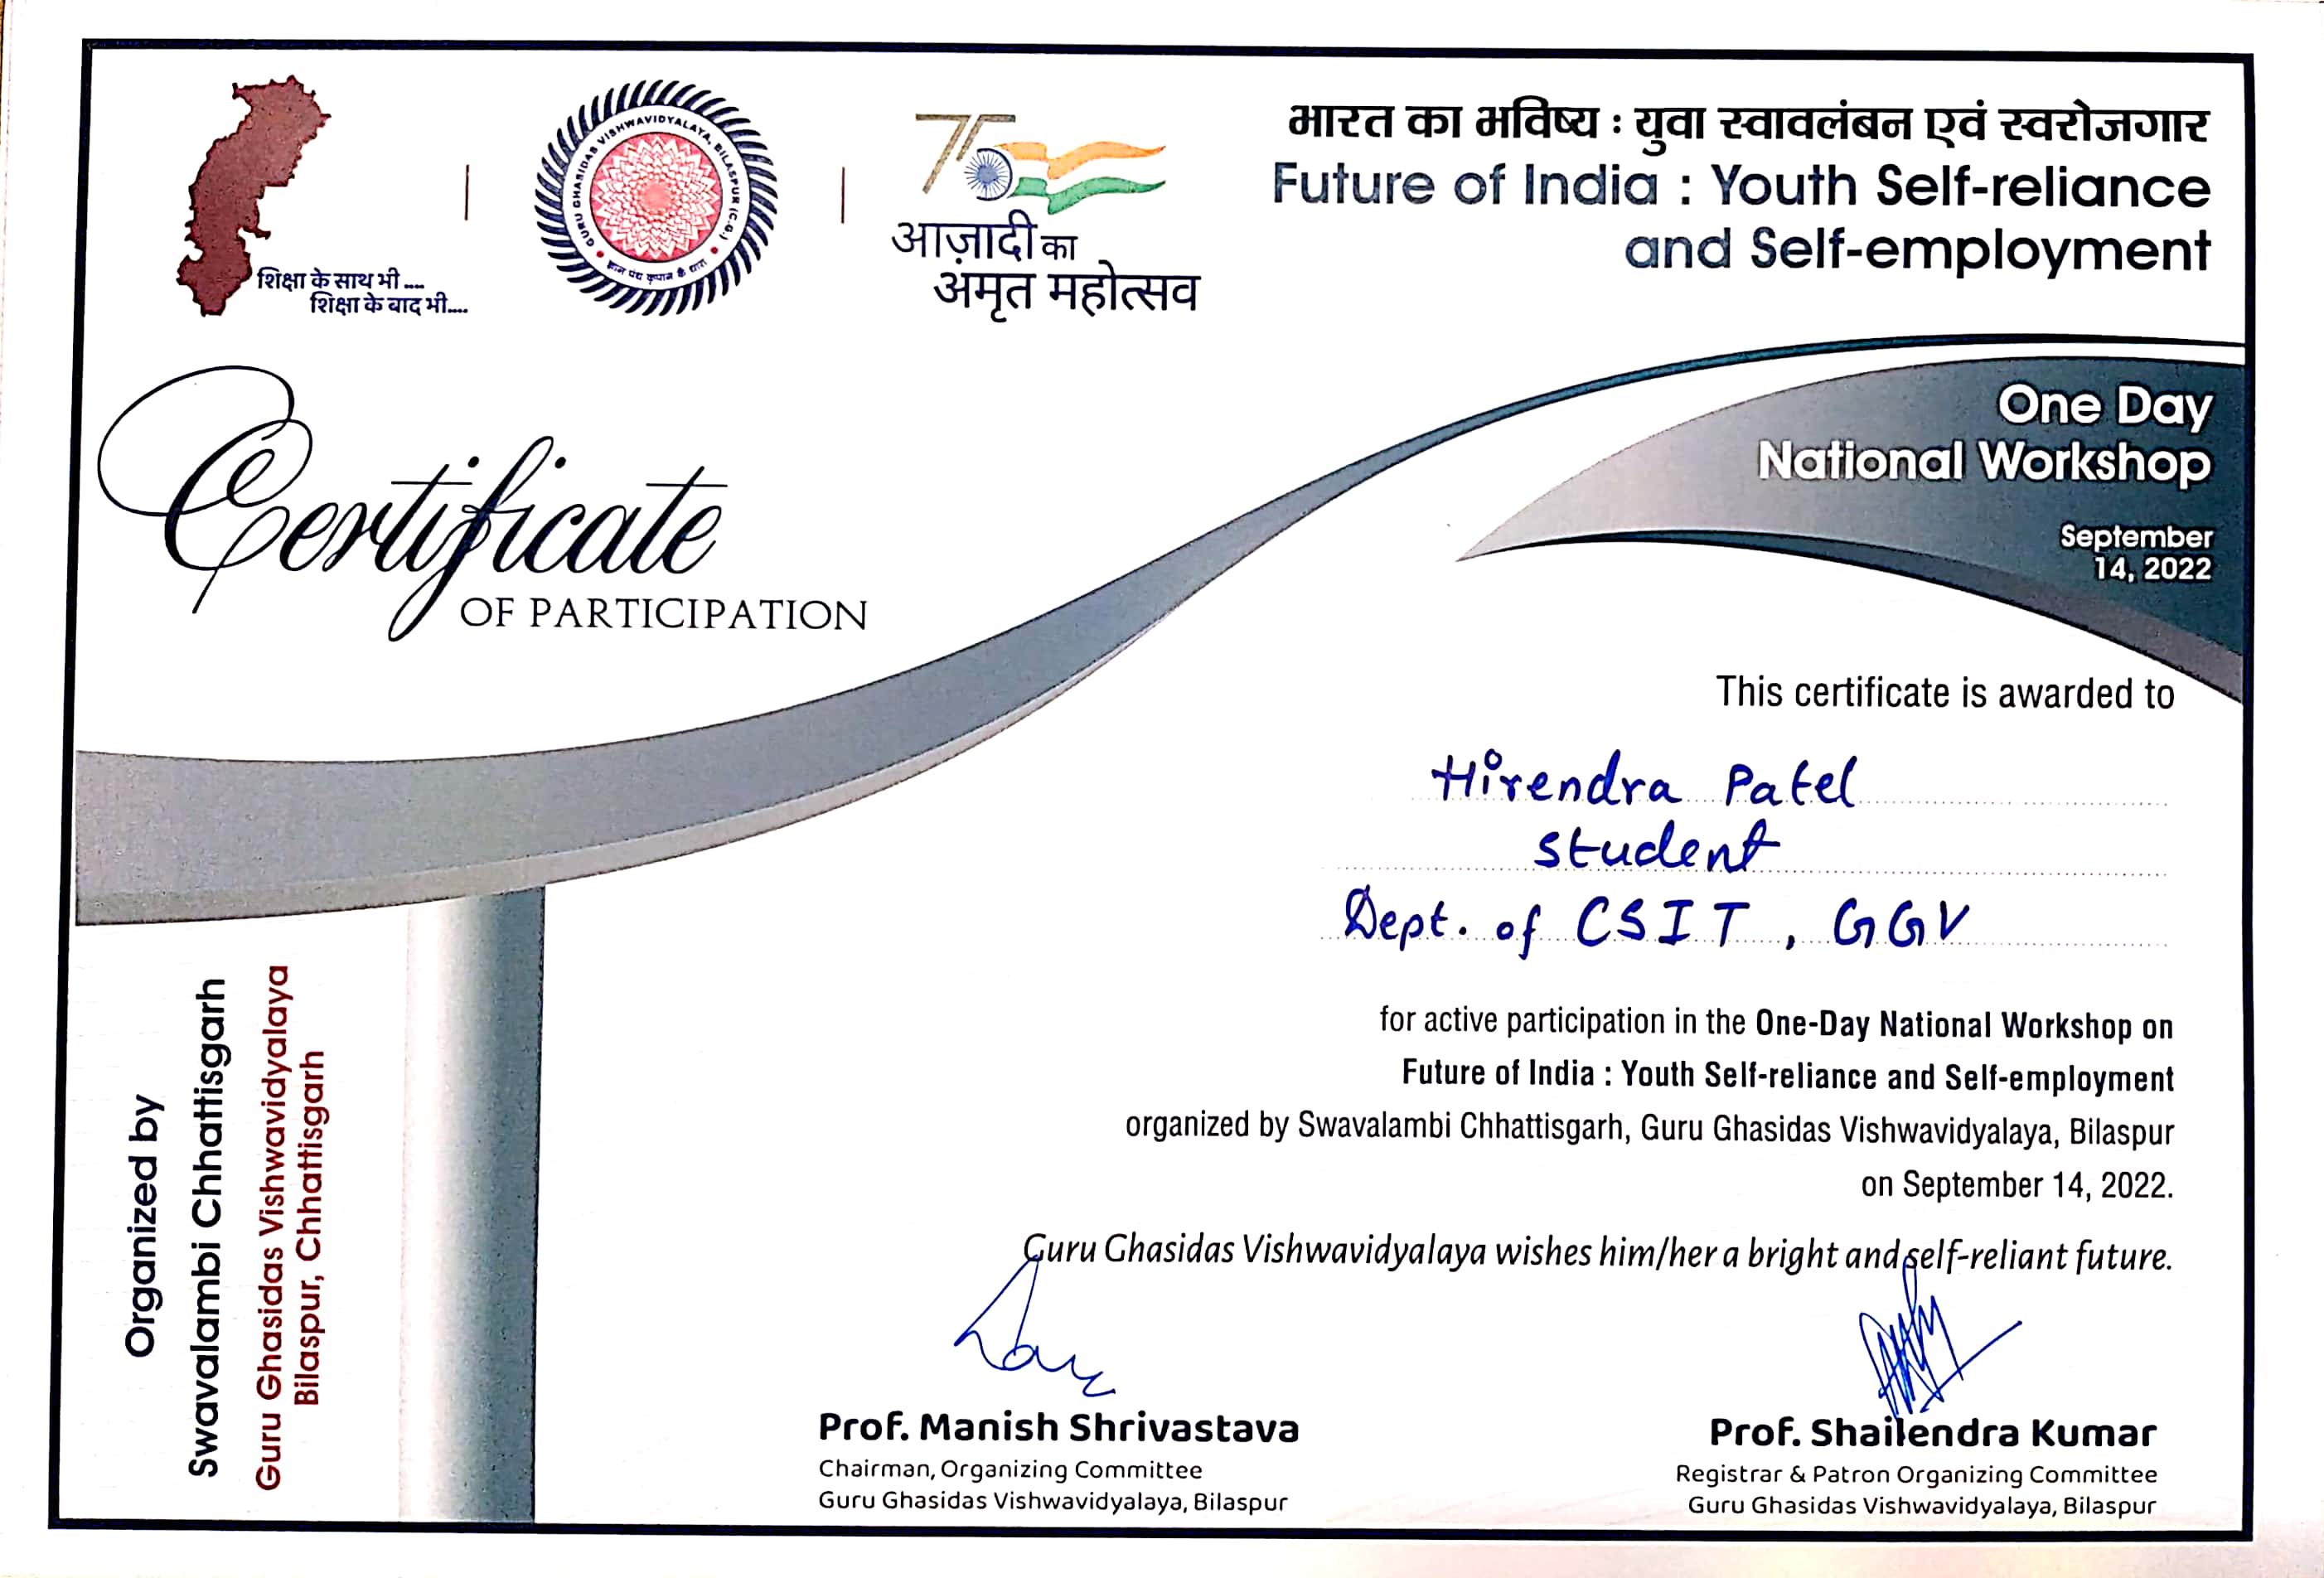 शिक्षा के साथ भी ....
शिक्षा के बाद भी....
GURU GHASIDAS VISHWAVIDYALAYA, BILASPUR (C.G.)
75
आज़ादी का
अमृत महोत्सव
भारत का भविष्य : युवा स्वावलंबन एवं स्वरोजगार
Future of India : Youth Self-reliance
and Self-employment
One Day
National Workshop
September
14, 2022
Certificate
OF PARTICIPATION
This certificate is awarded to
Hirendra Patel
student
Dept. of CSIT, GGV
for active participation in the One-Day National Workshop on
Future of India : Youth Self-reliance and Self-employment
organized by Swavalambi Chhattisgarh, Guru Ghasidas Vishwavidyalaya, Bilaspur
on September 14, 2022.
Guru Ghasidas Vishwavidyalaya wishes him/her a bright and self-reliant future.
Organized by
Swavalambi Chhattisgarh
Guru Ghasidas Vishwavidyalaya
Bilaspur, Chhattisgarh
Prof. Manish Shrivastava
Chairman, Organizing Committee
Guru Ghasidas Vishwavidyalaya, Bilaspur
Prof. Shailendra Kumar
Registrar & Patron Organizing Committee
Guru Ghasidas Vishwavidyalaya, Bilaspur